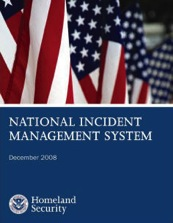 NATIONAL INCIDENT
MANAGEMENT SYSTEM
December 2008
Homeland
Security